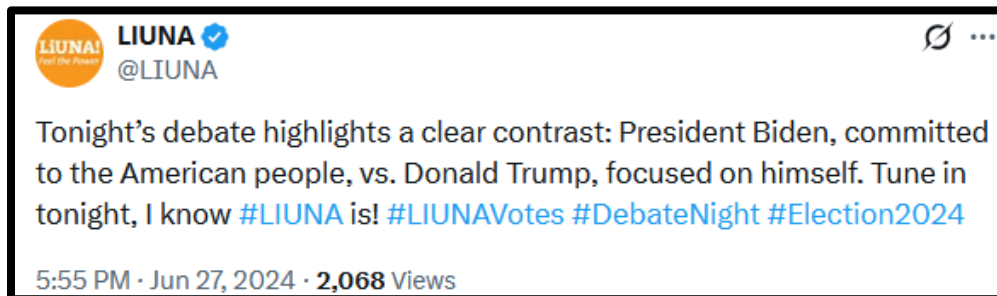 LiUNA!
Feel the Power
LIUNA
@LIUNA
Tonight’s debate highlights a clear contrast: President Biden, committed
to the American people, vs. Donald Trump, focused on himself. Tune in
tonight, I know #LIUNA is! #LIUNAVotes #DebateNight #Election2024
5:55 PM · Jun 27, 2024 · 2,068 Views